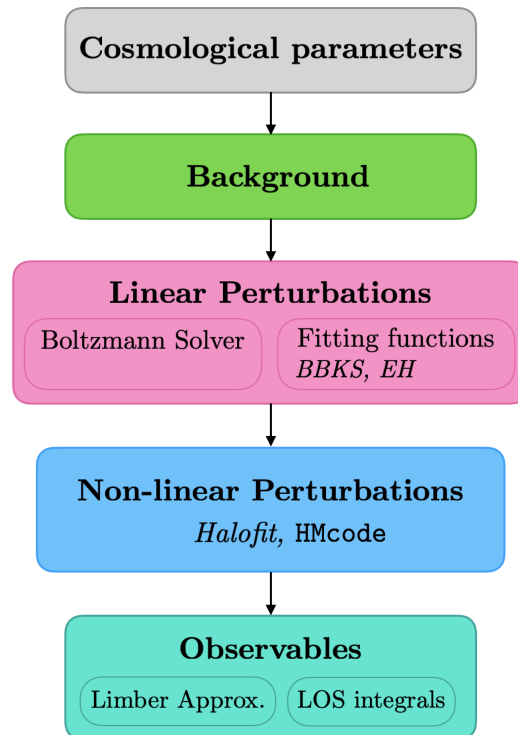 Cosmological parameters
Background
Linear Perturbations
Boltzmann Solver
Fitting functions
BBKS, EH
Non-linear Perturbations
Halofit, HMcode
Observables
Limber Approx.
LOS integrals